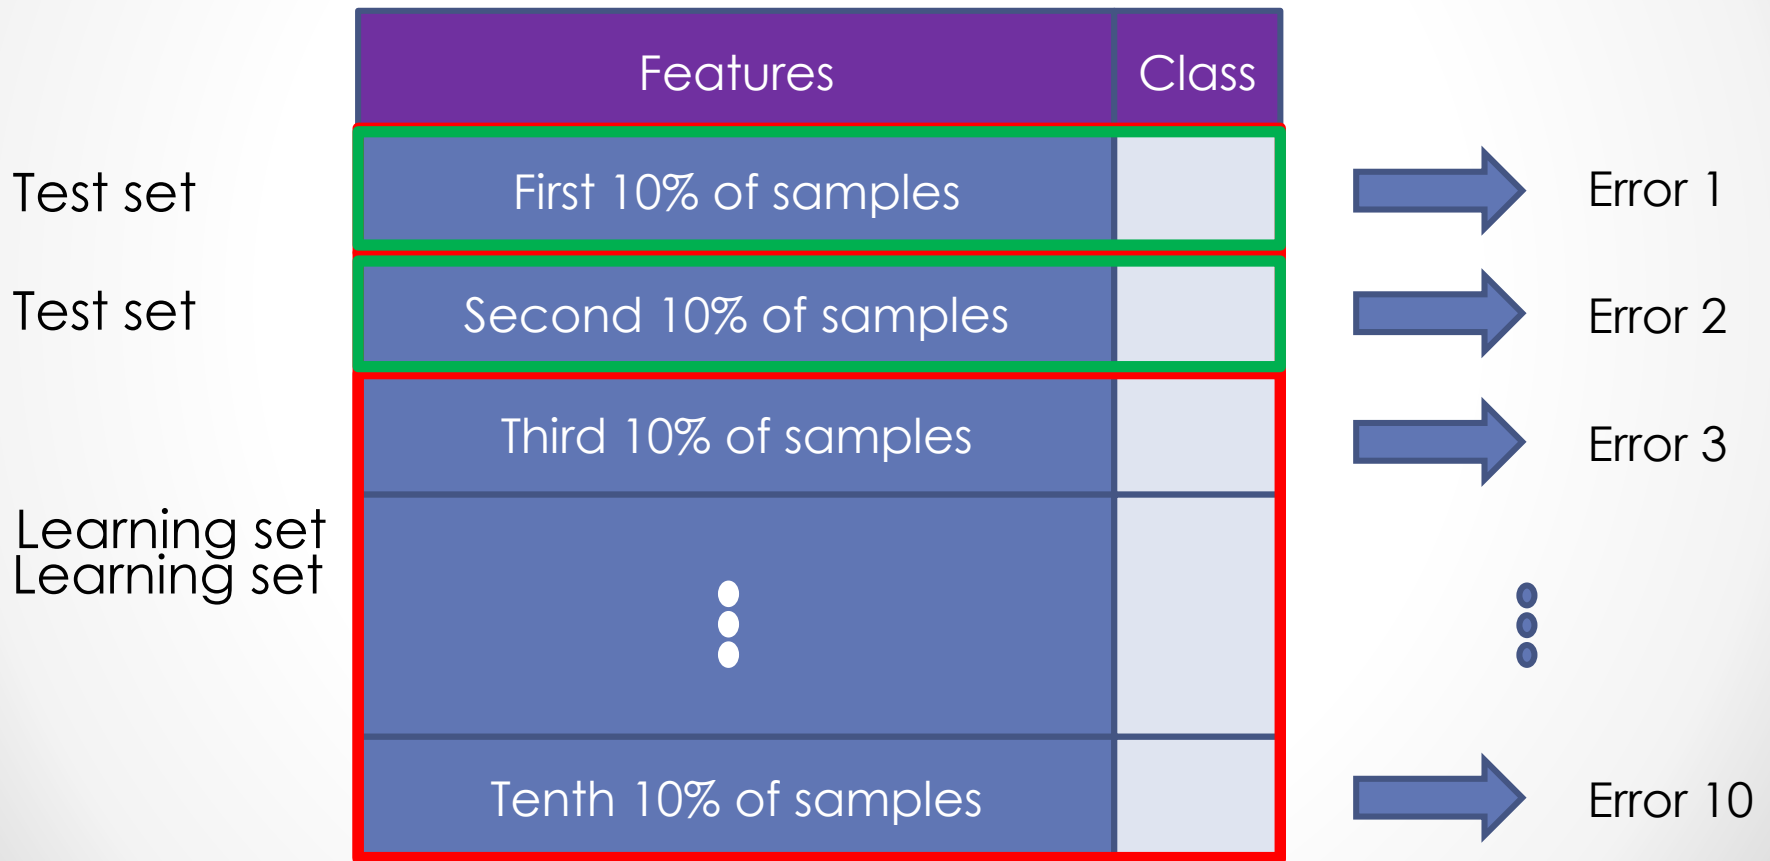 Features Class
Test set First 10% of samples Error 1
Test set Second 10% of samples Error 2
Third 10% of samples Error 3
Learning set
Learning set
Tenth 10% of samples Error 10